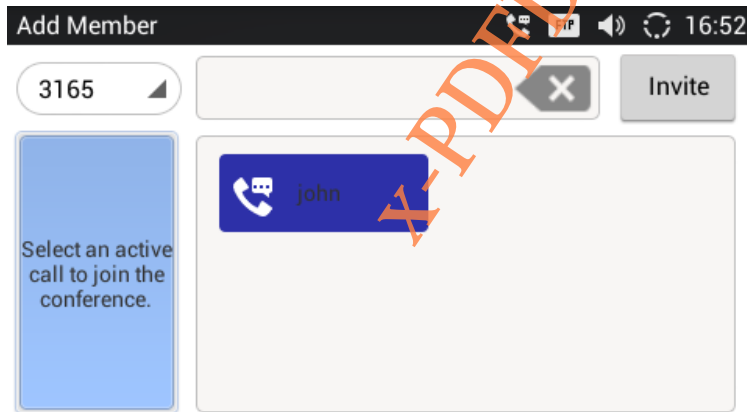 Add Member
16:52
3165
Invite
john
Select an active
call to join the
conference.
X-PDF